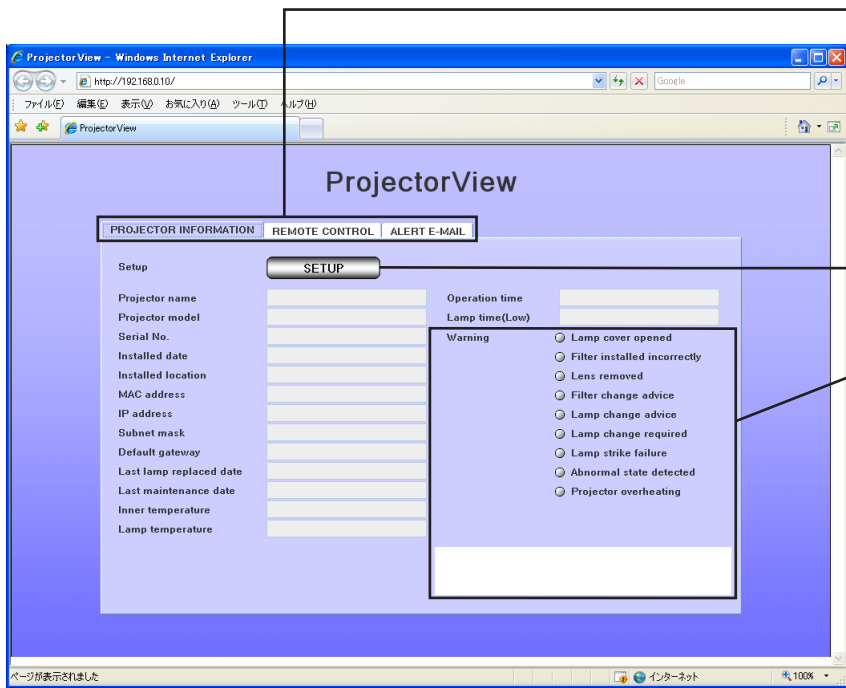 ProjectorView - Windows Internet Explorer
http://192.168.0.10/
Google
ファイル(F) 編集(E) 表示(V) お気に入り(A) ツール(T) ヘルプ(H)
ProjectorView
ProjectorView
PROJECTOR INFORMATION REMOTE CONTROL ALERT E-MAIL
Setup SETUP
Projector name Operation time
Projector model Lamp time(Low)
Serial No. Warning Lamp cover opened
Installed date Filter installed incorrectly
Installed location Lens removed
MAC address Filter change advice
IP address Lamp change advice
Subnet mask Lamp change required
Default gateway Lamp strike failure
Last lamp replaced date Abnormal state detected
Last maintenance date Projector overheating
Inner temperature
Lamp temperature
ページが表示されました インターネット 100%